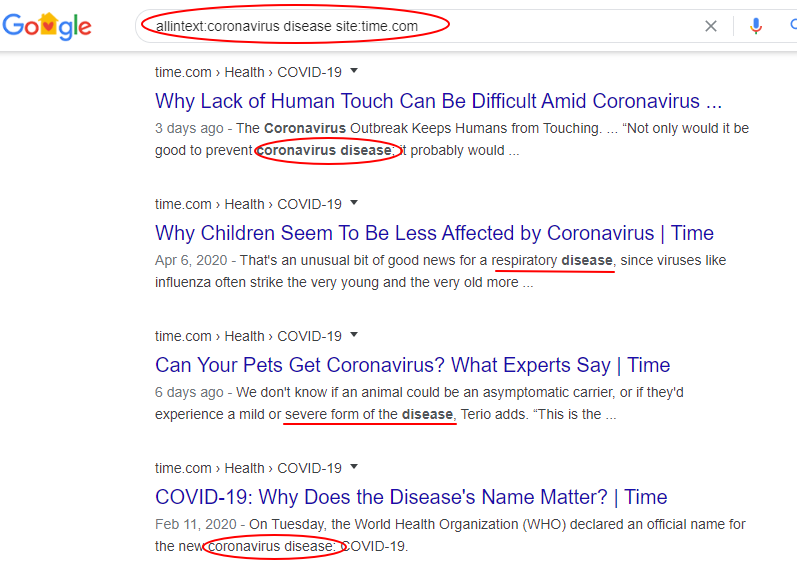 Google
allintext:coronavirus disease site:time.com
time.com › Health › COVID-19
Why Lack of Human Touch Can Be Difficult Amid Coronavirus ...
3 days ago - The Coronavirus Outbreak Keeps Humans from Touching. ... “Not only would it be
good to prevent coronavirus disease; it probably would ...
time.com › Health › COVID-19
Why Children Seem To Be Less Affected by Coronavirus | Time
Apr 6, 2020 - That's an unusual bit of good news for a respiratory disease, since viruses like
influenza often strike the very young and the very old more ...
time.com › Health › COVID-19
Can Your Pets Get Coronavirus? What Experts Say | Time
6 days ago - We don't know if an animal could be an asymptomatic carrier, or if they'd
experience a mild or severe form of the disease, Terio adds. “This is the ...
time.com › Health › COVID-19
COVID-19: Why Does the Disease's Name Matter? | Time
Feb 11, 2020 - On Tuesday, the World Health Organization (WHO) declared an official name for
the new coronavirus disease: COVID-19.